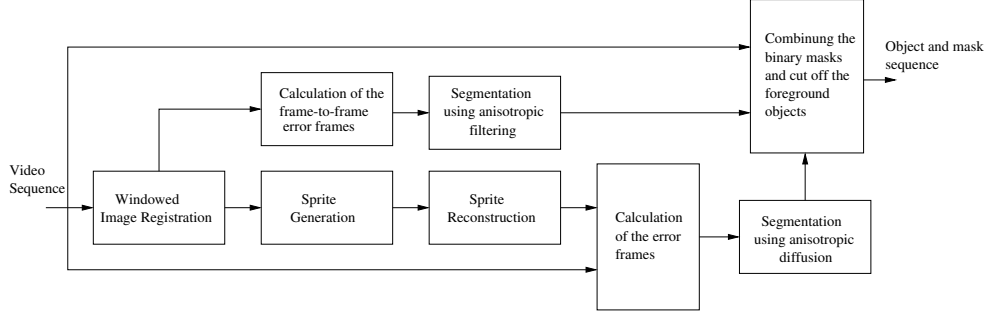 Video
Sequence
Windowed
Image Registration
Calculation of the
frame-to-frame
error frames
Segmentation
using anisotropic
filtering
Sprite
Generation
Sprite
Reconstruction
Calculation
of the error
frames
Segmentation
using anisotropic
diffusion
Combinung the
binary masks
and cut off the
foreground
objects
Object and mask
sequence